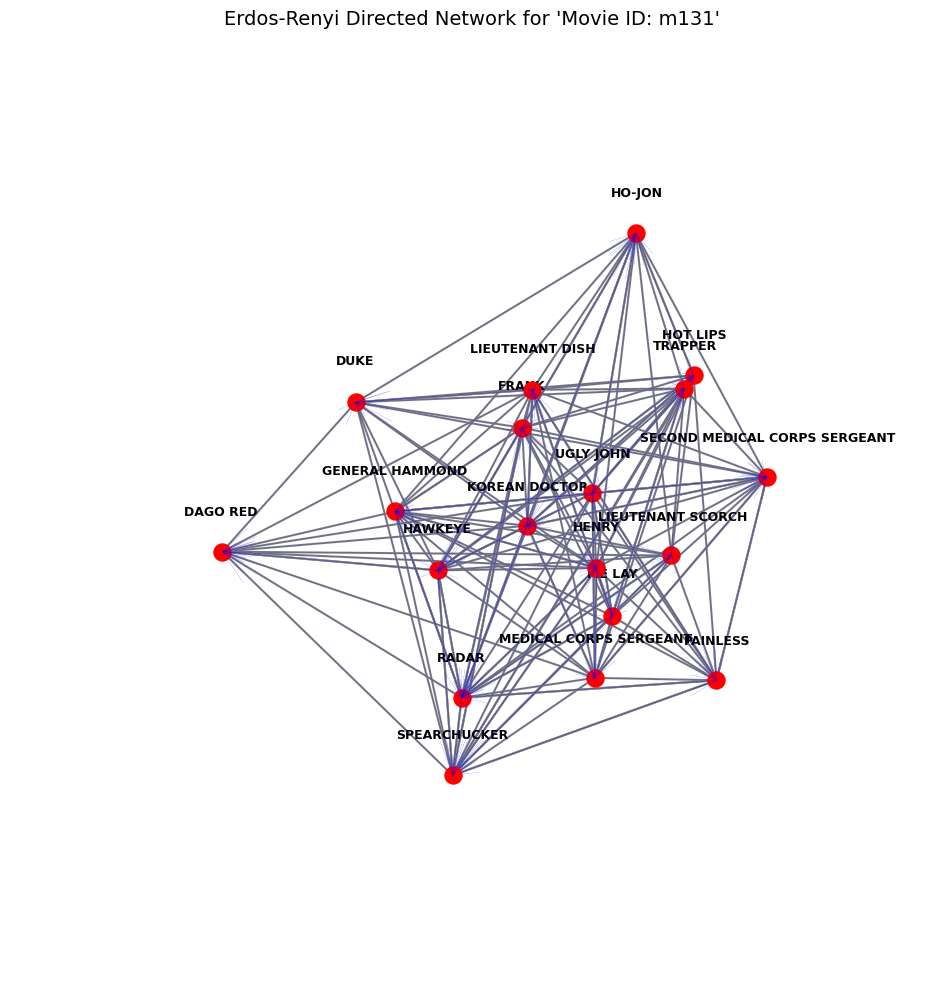 Erdos-Renyi Directed Network for 'Movie ID: m131'
HO-JON
HOT LIPS
TRAPPER
LIEUTENANT DISH
DUKE
FRANK
SECOND MEDICAL CORPS SERGEANT
UGLY JOHN
GENERAL HAMMOND
KOREAN DOCTOR
DAGO RED
LIEUTENANT SCORCH
HENRY
HAWKEYE
LAY
MEDICAL CORPS SERGEANT
PAINLESS
RADAR
SPEARCHUCKER